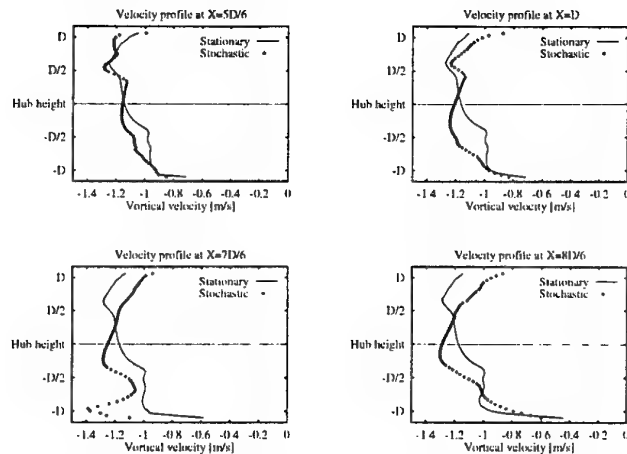 Velocity profile at X=5D/6
D
D/2
Hub height
-D/2
-D
Stationary
Stochastic
-1.4 -1.2 -1 -0.8 -0.6 -0.4 -0.2 0
Vortical velocity [m/s]
Velocity profile at X=D
D
D/2
Hub height
-D/2
-D
Stationary
Stochastic
-1.4 -1.2 -1 -0.8 -0.6 -0.4 -0.2 0
Vortical velocity [m/s]
Velocity profile at X=7D/6
D
D/2
Hub height
-D/2
-D
Stationary
Stochastic
-1.4 -1.2 -1 -0.8 -0.6 -0.4 -0.2 0
Vortical velocity [m/s]
Velocity profile at X=8D/6
D
D/2
Hub height
-D/2
-D
Stationary
Stochastic
-1.4 -1.2 -1 -0.8 -0.6 -0.4 -0.2 0
Vortical velocity [m/s]